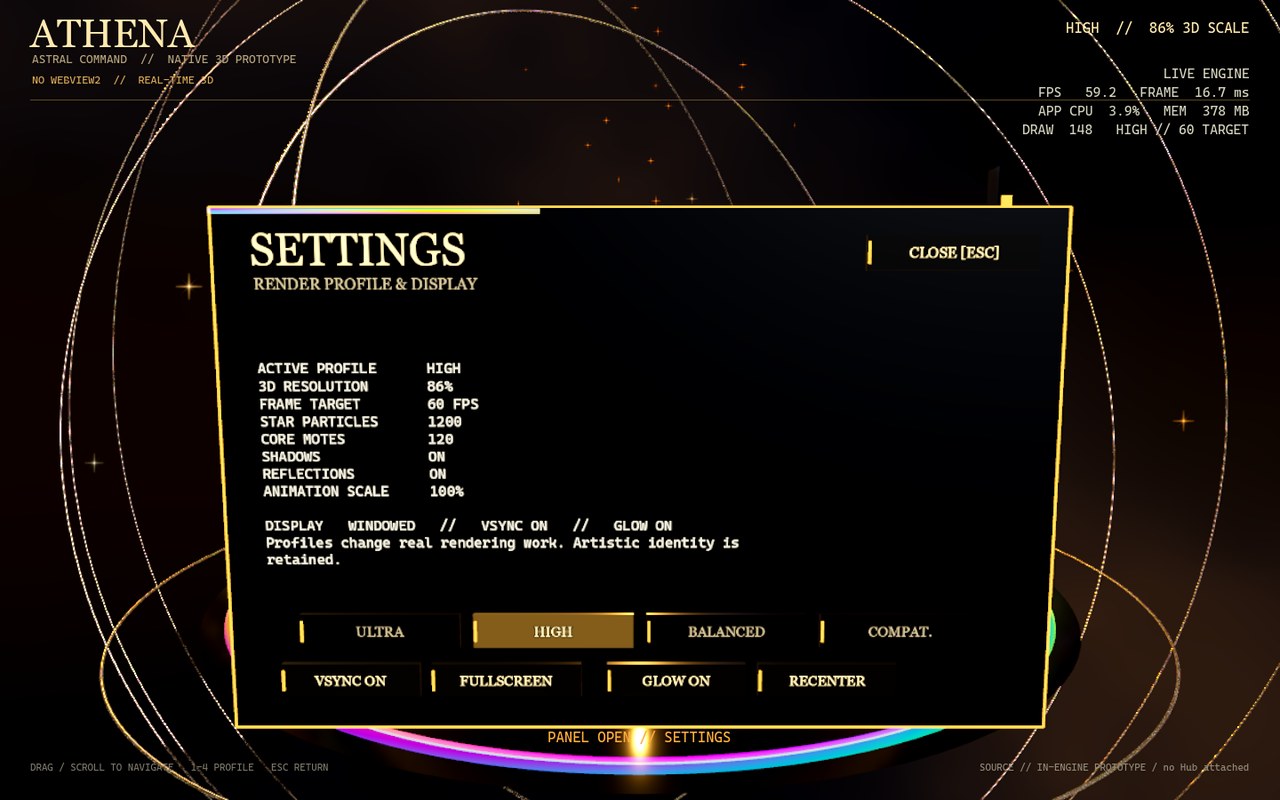 ATHENA
ASTRAL COMMAND // NATIVE 3D PROTOTYPE
NO WEBVIEW2 // REAL-TIME 3D
HIGH // 86% 3D SCALE
LIVE ENGINE
FPS 59.2 FRAME 16.7 ms
APP CPU 3.9% MEM 378 MB
DRAW 148 HIGH // 60 TARGET
SETTINGS
RENDER PROFILE & DISPLAY
CLOSE [ESC]
ACTIVE PROFILE HIGH
3D RESOLUTION 86%
FRAME TARGET 60 FPS
STAR PARTICLES 1200
CORE MOTES 120
SHADOWS ON
REFLECTIONS ON
ANIMATION SCALE 100%
DISPLAY WINDOWED // VSYNC ON // GLOW ON
Profiles change real rendering work. Artistic identity is
retained.
ULTRA HIGH BALANCED COMPAT.
VSYNC ON FULLSCREEN GLOW ON RECENTER
PANEL OPEN // SETTINGS
DRAG / SCROLL TO NAVIGATE · 1-4 PROFILE · ESC RETURN
SOURCE // IN-ENGINE PROTOTYPE / no Hub attached